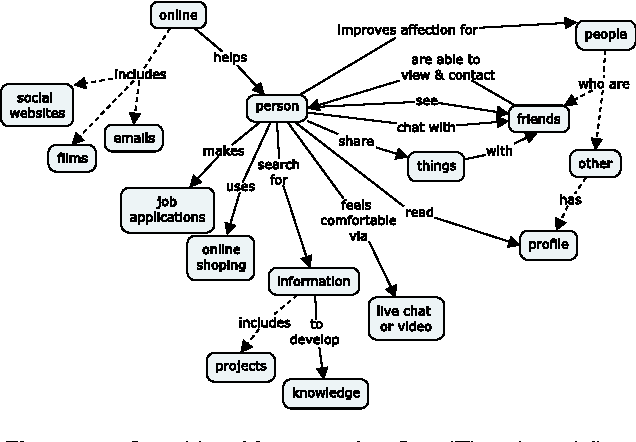 online
improves affection for
people
helps
are able to
view & contact
includes
social
websites
who are
see
person
friends
chat with
emails
films
makes
share
search
for
things
with
other
uses
job
applications
feels
comfortable
via
read
has
online
shoping
profile
information
live chat
or video
includes
to
develop
projects
knowledge